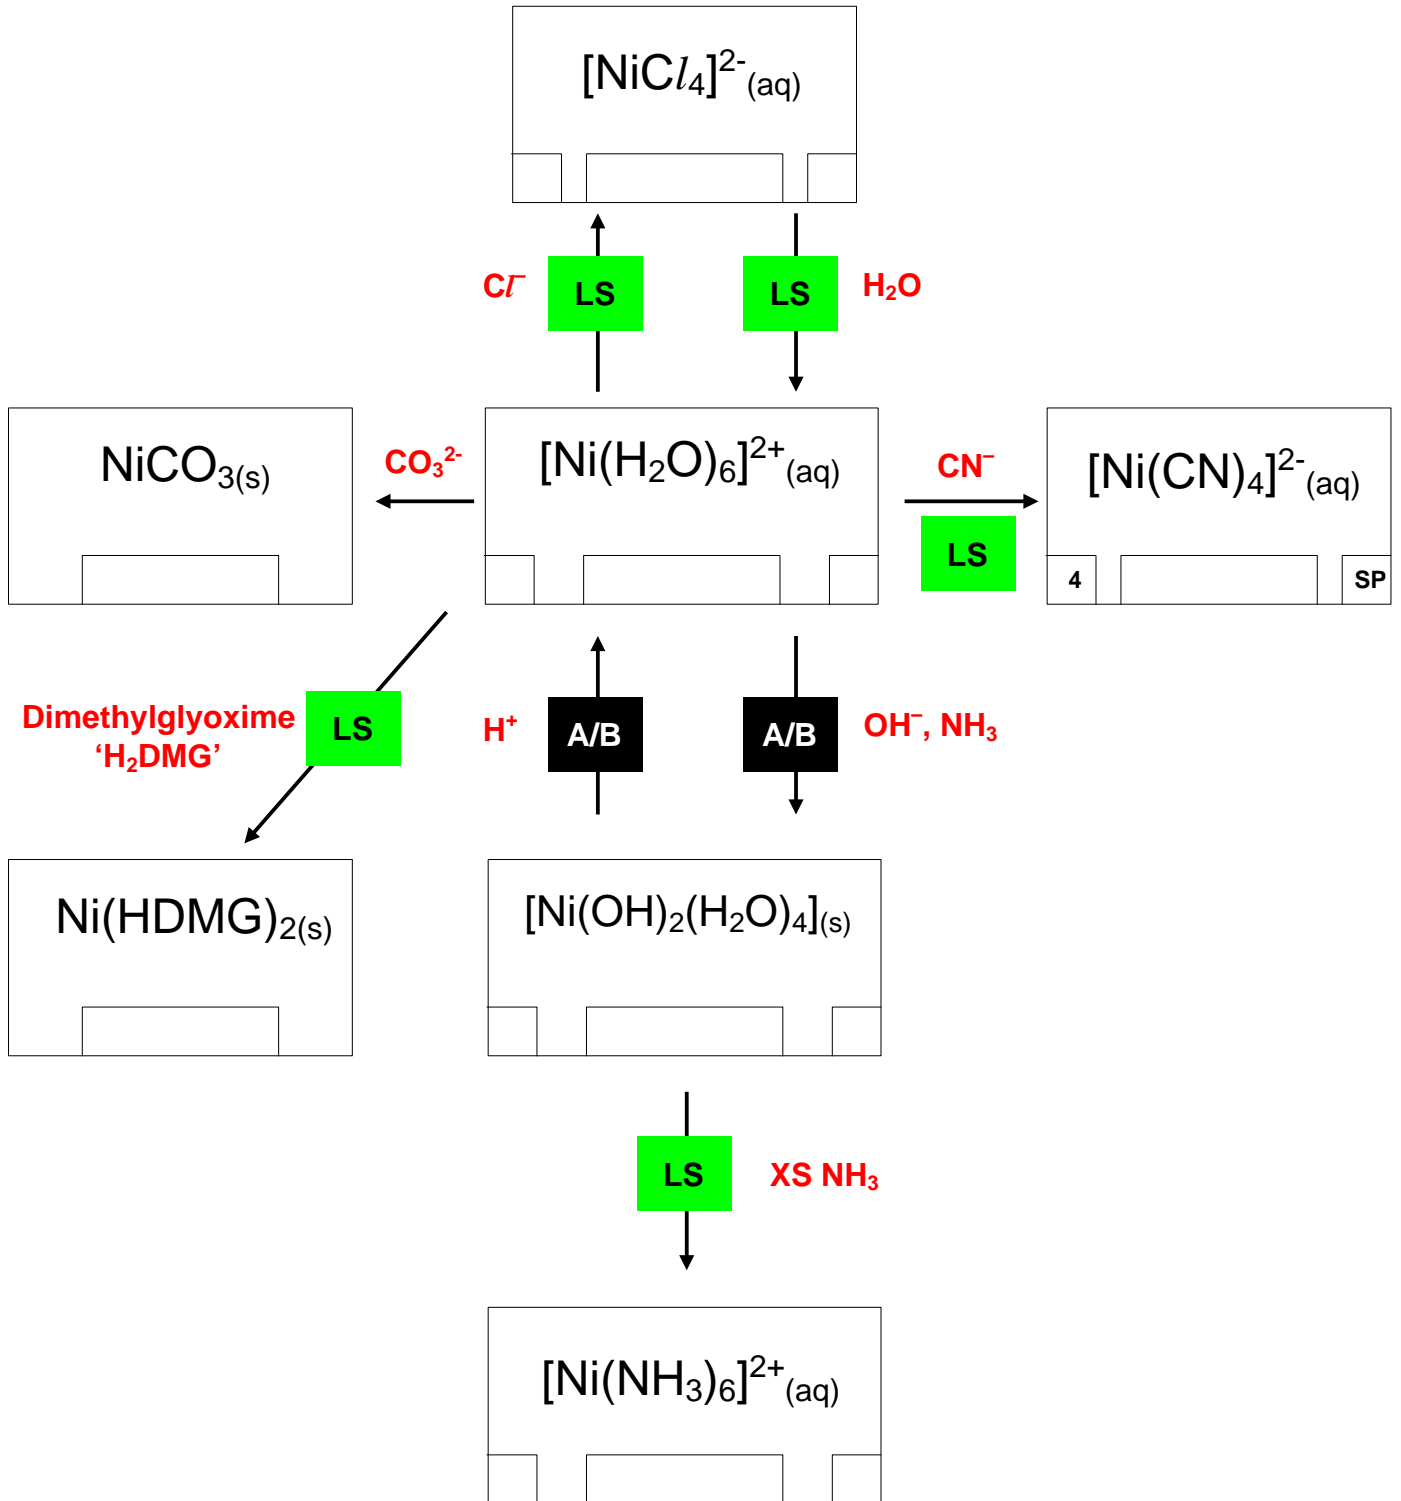 [NiCl₄]²⁻(aq)
Cl⁻ LS LS H₂O
NiCO₃(s) CO₃²⁻ [Ni(H₂O)₆]²⁺(aq) CN⁻ [Ni(CN)₄]²⁻(aq)
LS
4 SP
Dimethylglyoxime
‘H₂DMG’
LS H⁺ A/B A/B OH⁻, NH₃
Ni(HDMG)₂(s) [Ni(OH)₂(H₂O)₄](s)
LS XS NH₃
[Ni(NH₃)₆]²⁺(aq)